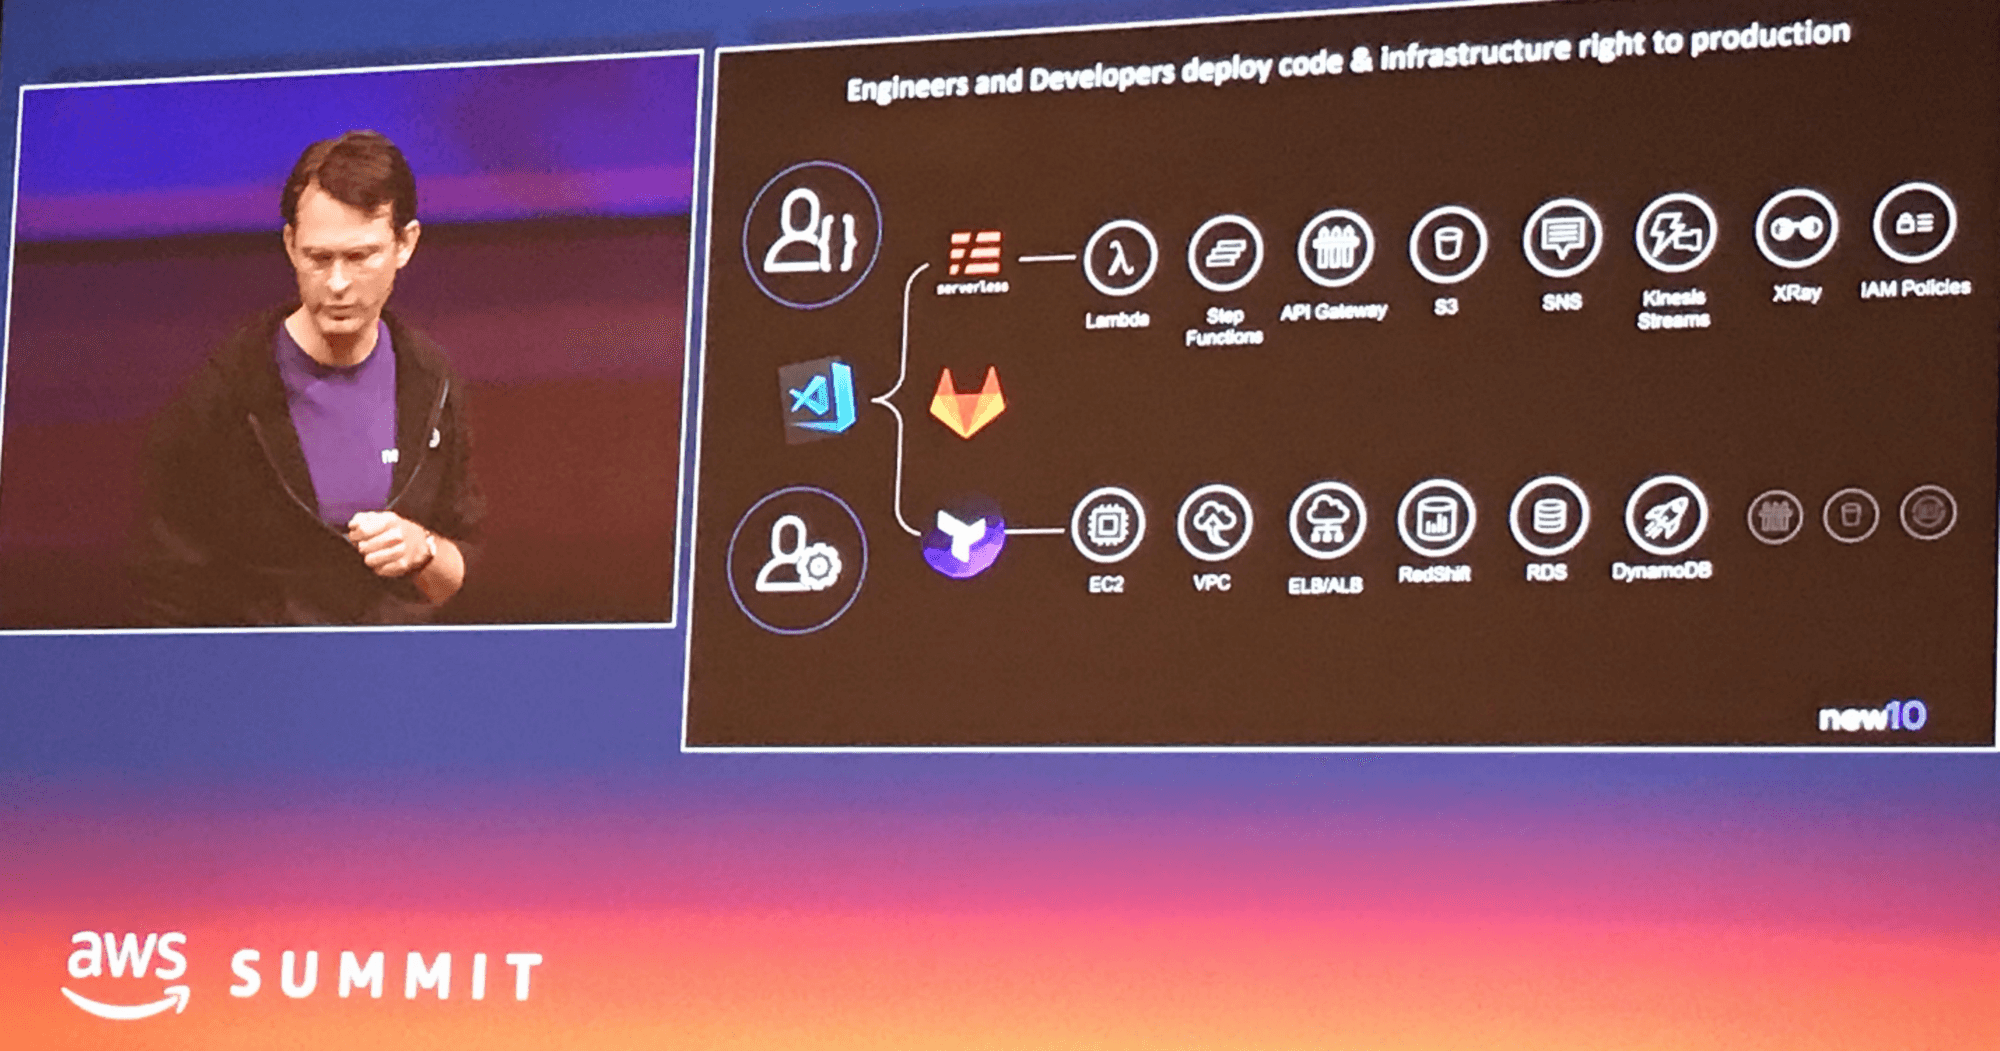 Engineers and Developers deploy code & infrastructure right to production
serverless
Lambda
Step
Functions
API Gateway
S3
SNS
Kinesis
Streams
XRay
IAM Policies
EC2
VPC
ELB/ALB
RedShift
RDS
DynamoDB
new10
aws SUMMIT